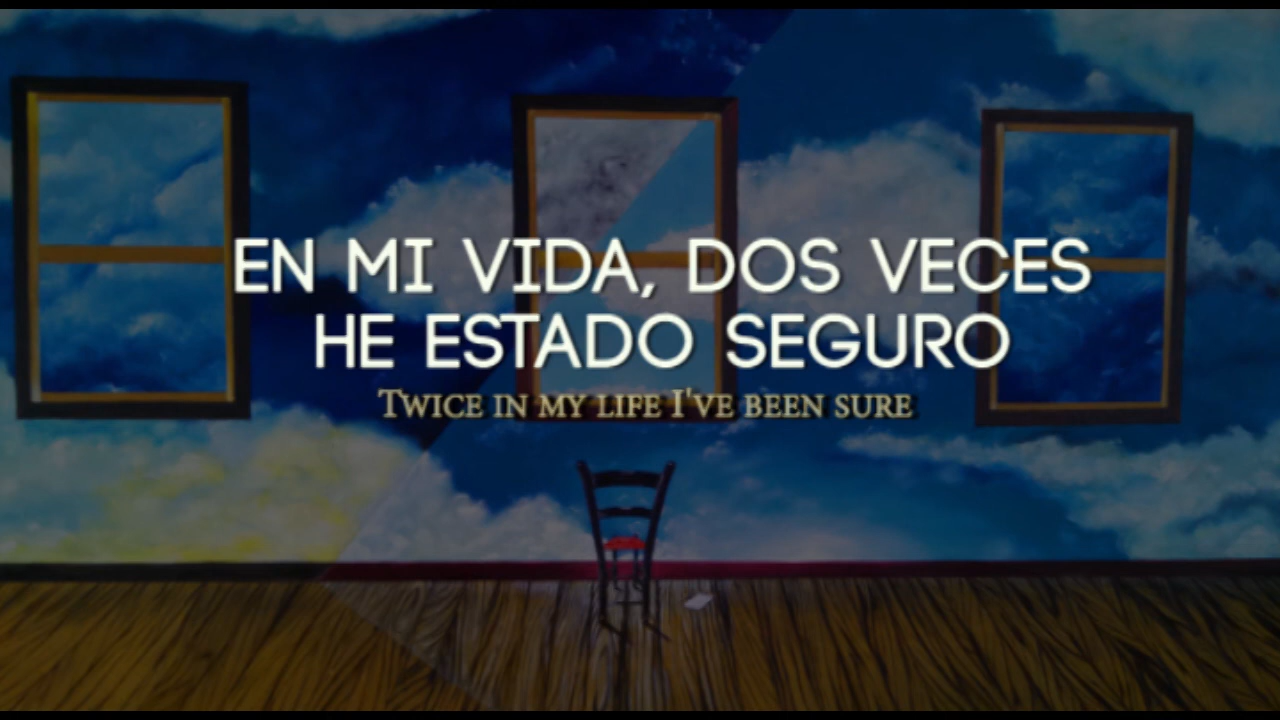 EN MI VIDA, DOS VECES
HE ESTADO SEGURO
Twice in my life I've been sure